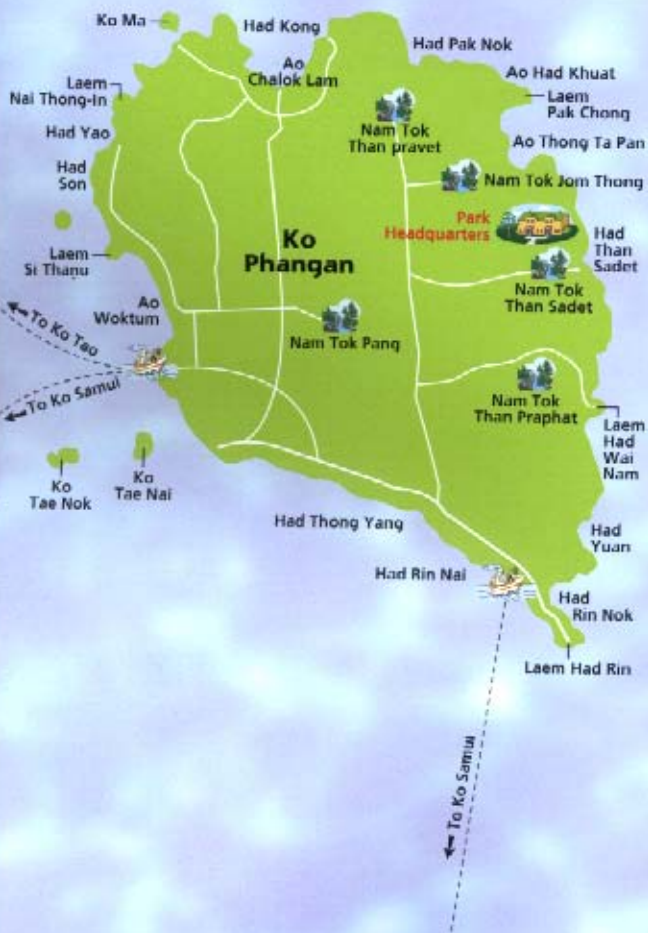 Ko Ma
Had Kong
Had Pak Nok
Ao
Chalok Lam
Ao Had Khuat
Laem
Nai Thong-in
Laem
Pak Chong
Nam Tok
Than pravet
Had Yao
Ao Thong Ta Pan
Had
Son
Nam Tok Jom Thong
Park
Headquarters
Ko
Phangan
Had
Than
Sadet
Laem
Si Thanu
Nam Tok
Than Sadet
Ao
Woktum
To Ko Tao
Nam Tok Pang
To Ko Samui
Nam Tok
Than Praphat
Laem
Had
Wai
Nam
Ko
Tae Nok
Ko
Tae Nai
Had Thong Yang
Had
Yuan
Had Rin Nai
Had
Rin Nok
Laem Had Rin
To Ko Samui